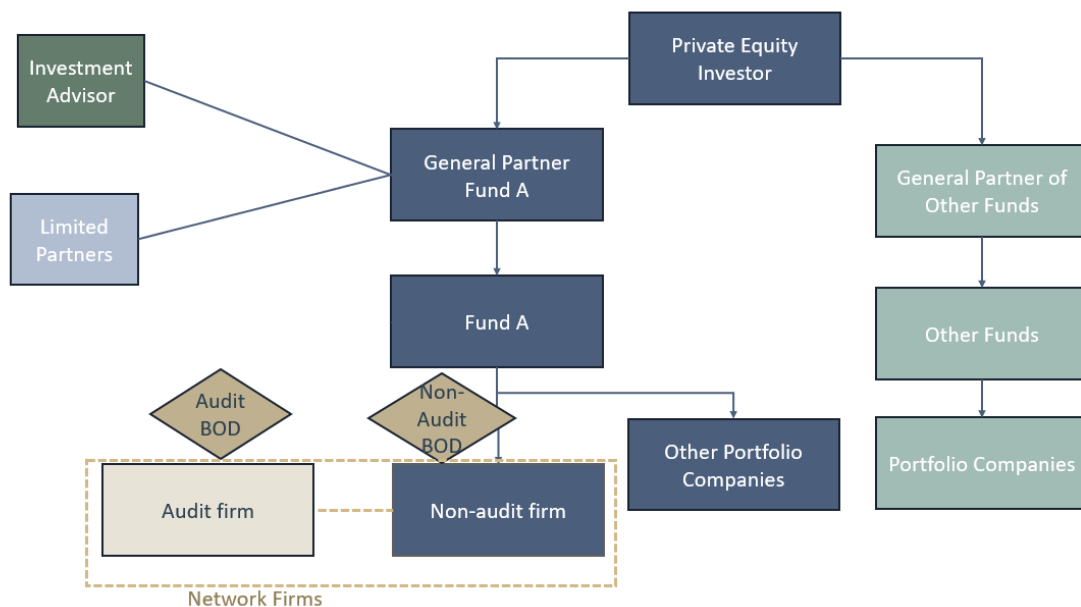 Private Equity
Investor
Investment
Advisor
General Partner
Fund A
General Partner of
Other Funds
Limited
Partners
Fund A
Other Funds
Audit
BOD
Non-
Audit
BOD
Other Portfolio
Companies
Portfolio Companies
Audit firm
Non-audit firm
Network Firms